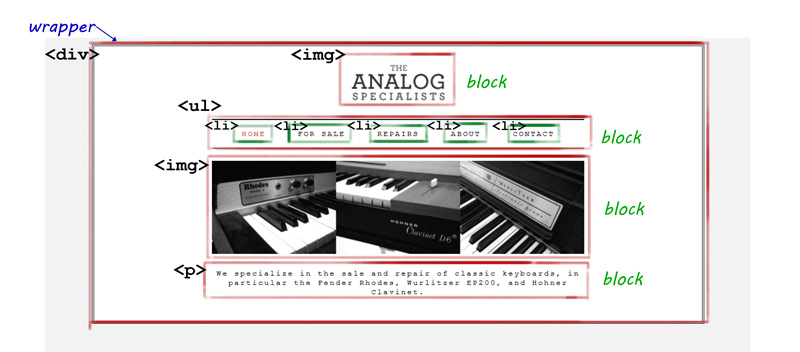 wrapper
<div>
<img>
THE
ANALOG
SPECIALISTS
block
<ul>
<li> <li> <li> <li> <li>
HOME FOR SALE REPAIRS ABOUT CONTACT
block
<img>
Rhodes
WURLITZER
HOHNER
Clavinet D6
block
<p>
We specialize in the sale and repair of classic keyboards, in
particular the Fender Rhodes, Wurlitzer EP200, and Hohner
Clavinet.
block